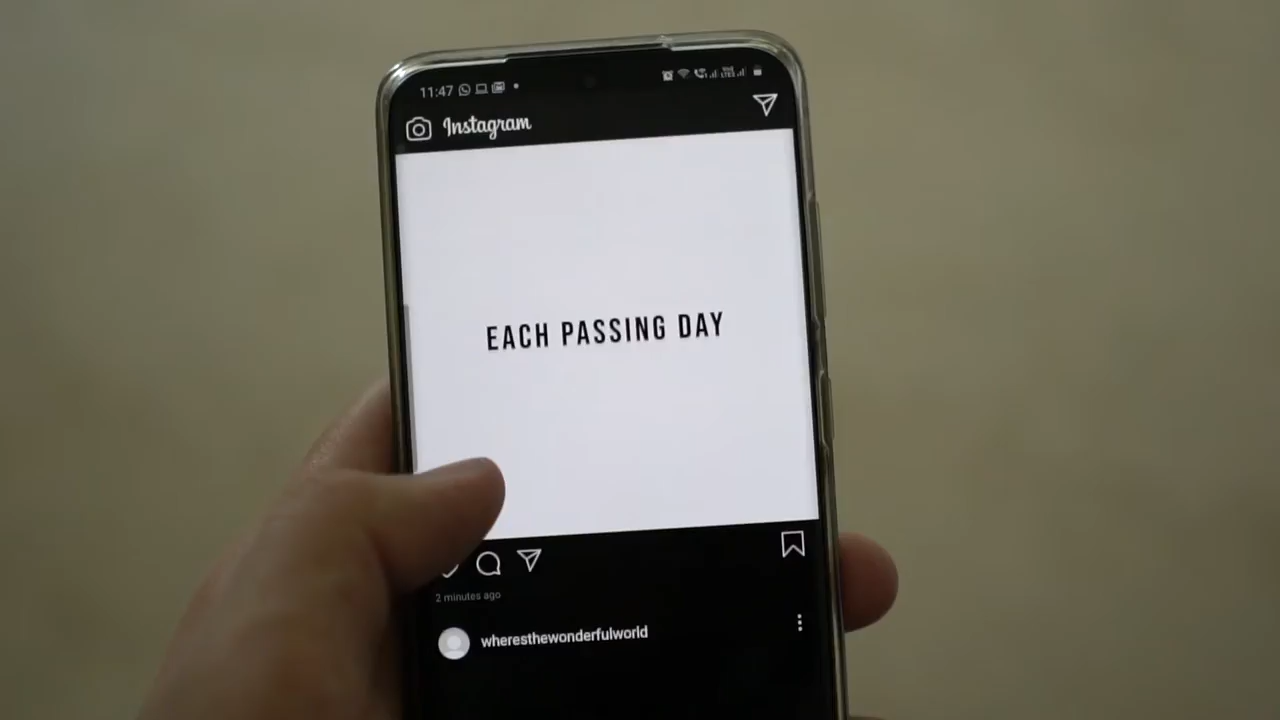 11:47
Instagram
EACH PASSING DAY
2 minutes ago
wheresthewonderfulworld